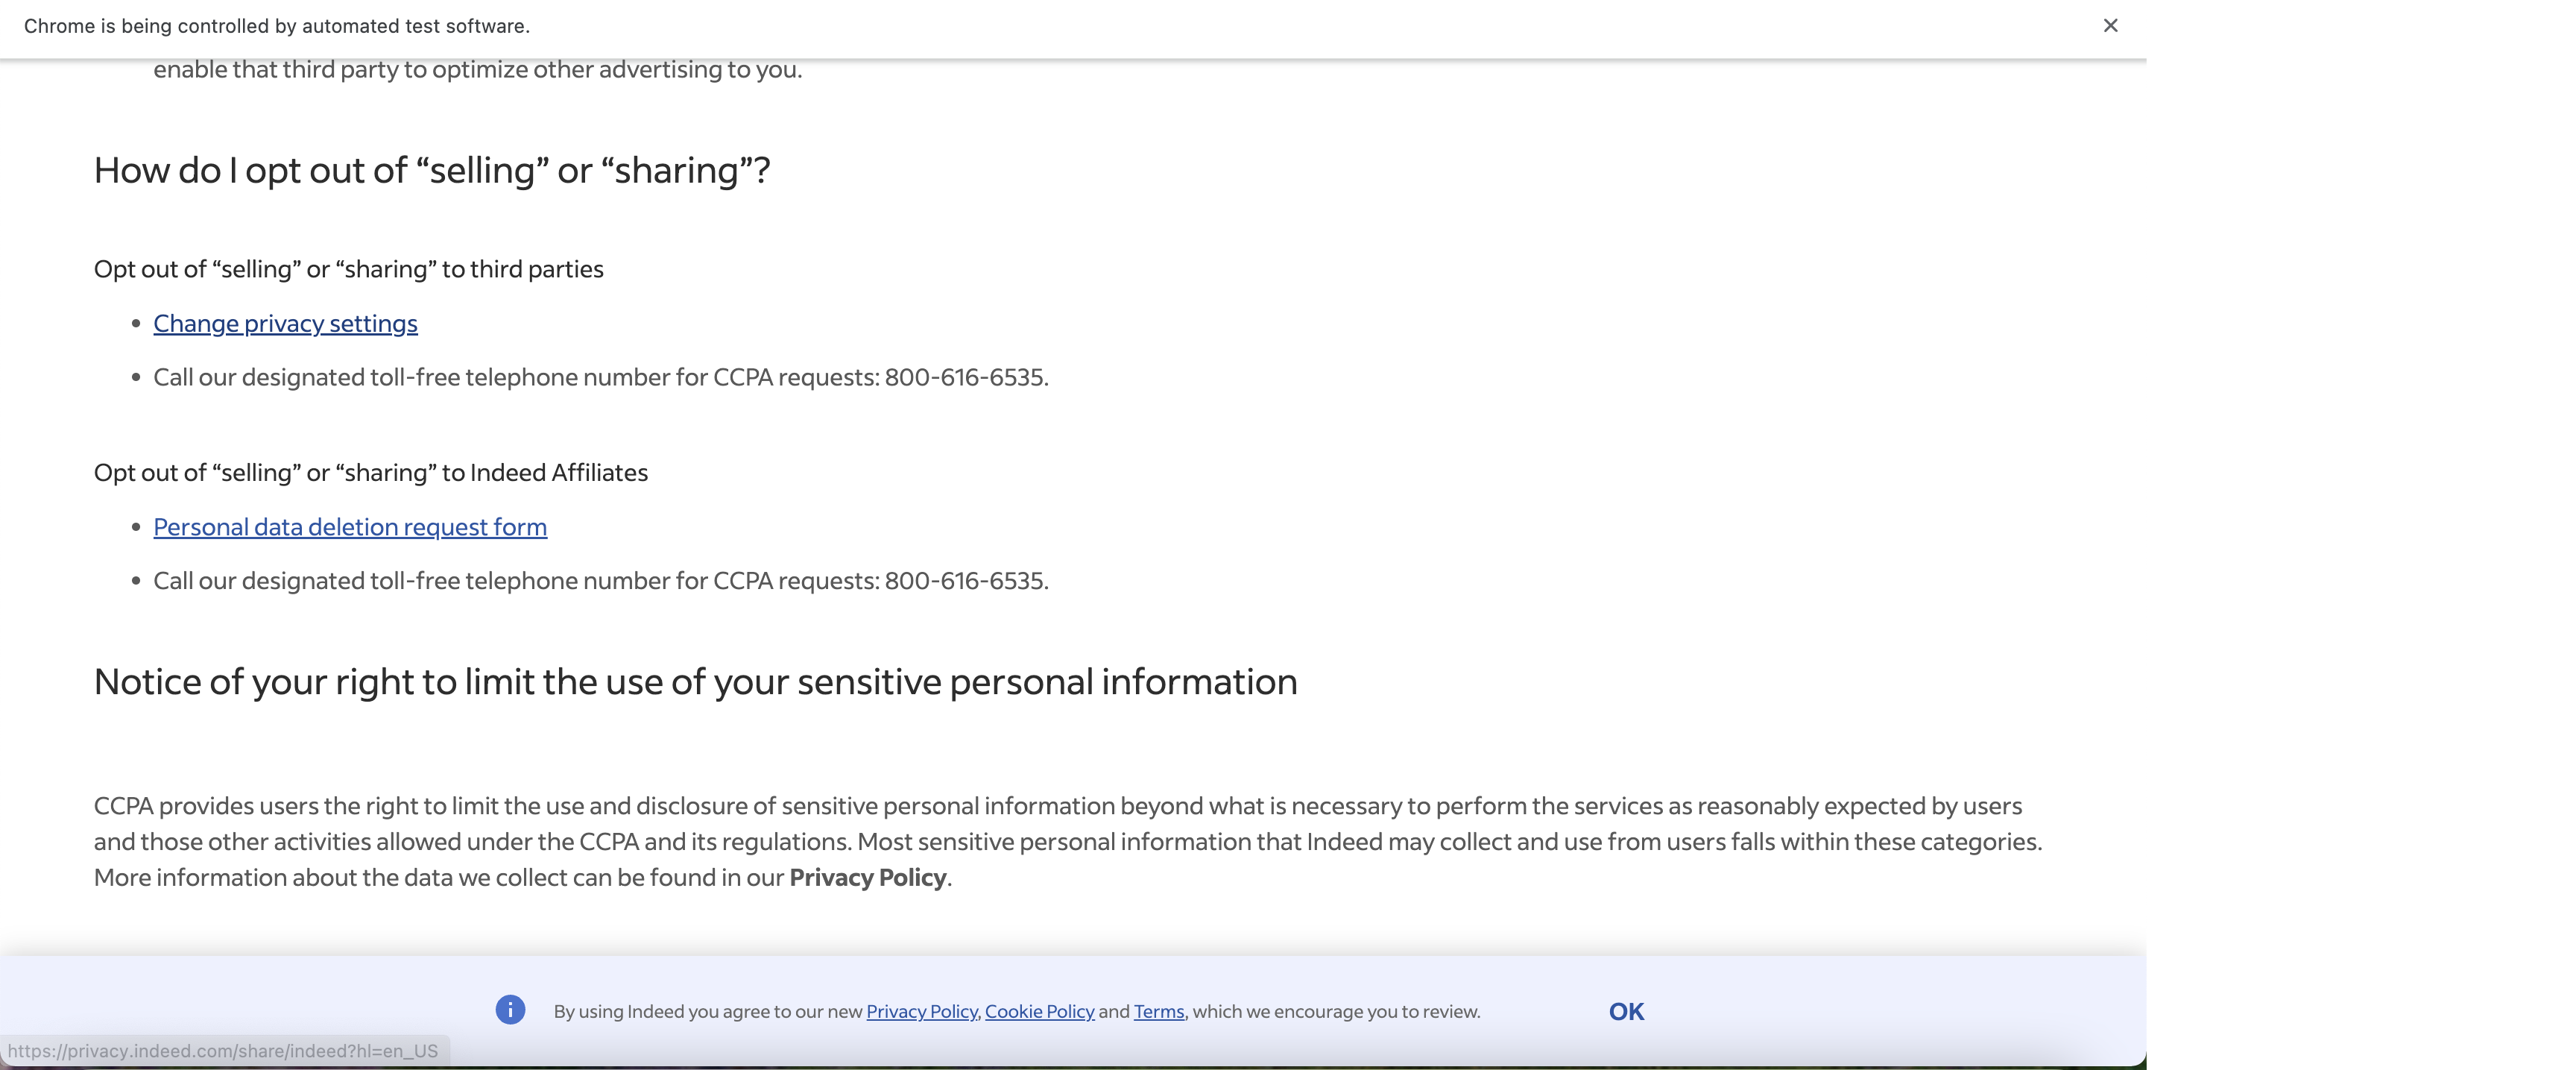 Chrome is being controlled by automated test software.
enable that third party to optimize other advertising to you.
How do I opt out of “selling” or “sharing”?
Opt out of “selling” or “sharing” to third parties
• Change privacy settings
• Call our designated toll-free telephone number for CCPA requests: 800-616-6535.
Opt out of “selling” or “sharing” to Indeed Affiliates
• Personal data deletion request form
• Call our designated toll-free telephone number for CCPA requests: 800-616-6535.
Notice of your right to limit the use of your sensitive personal information
CCPA provides users the right to limit the use and disclosure of sensitive personal information beyond what is necessary to perform the services as reasonably expected by users
and those other activities allowed under the CCPA and its regulations. Most sensitive personal information that Indeed may collect and use from users falls within these categories.
More information about the data we collect can be found in our Privacy Policy.
By using Indeed you agree to our new Privacy Policy, Cookie Policy and Terms, which we encourage you to review. OK
https://privacy.indeed.com/share/indeed?hl=en_US